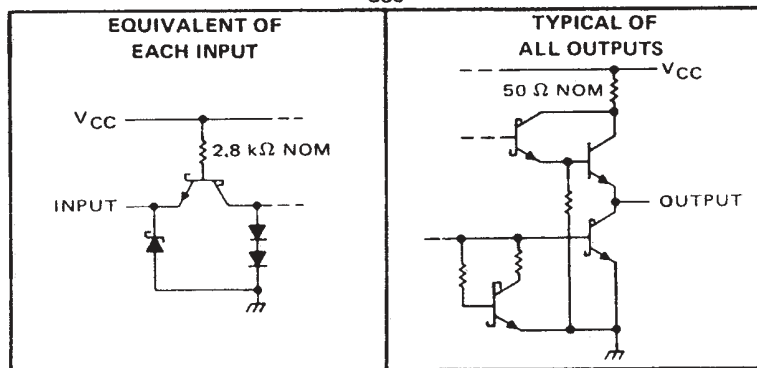 EQUIVALENT OF
EACH INPUT
VCC
2.8 kΩ NOM
INPUT
TYPICAL OF
ALL OUTPUTS
VCC
50 Ω NOM
OUTPUT